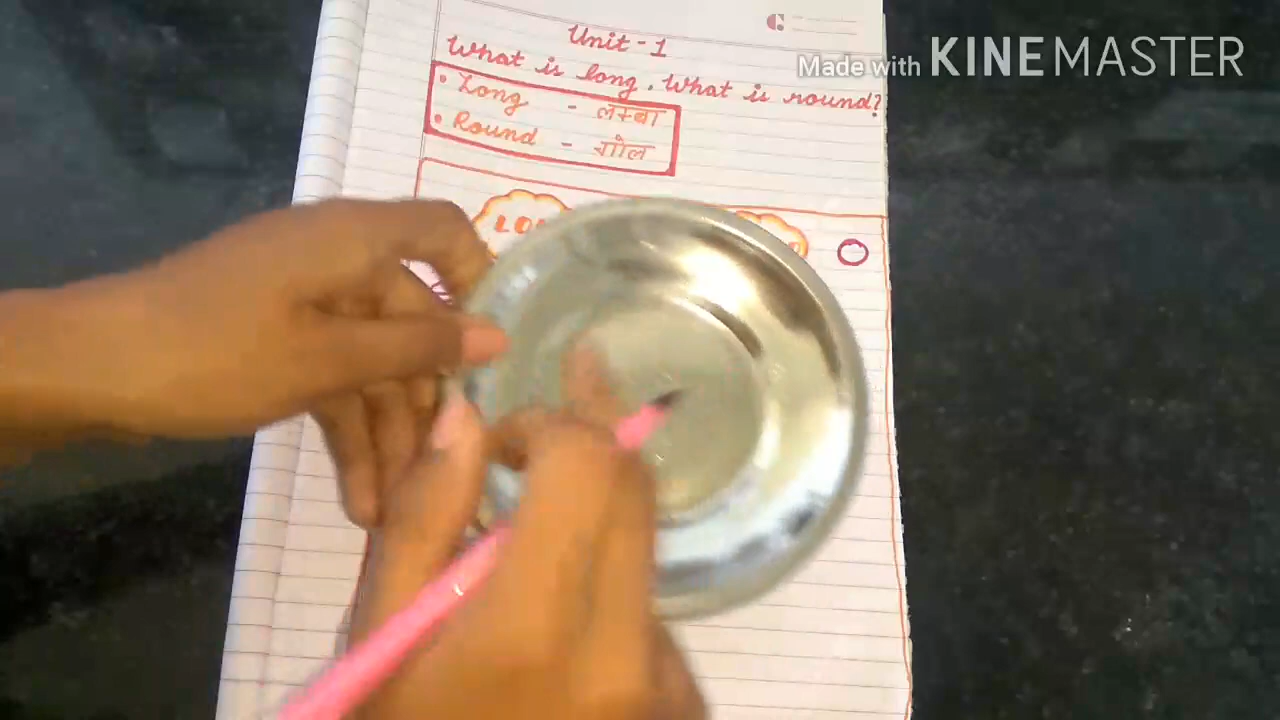 Unit - 1
What is long. What is round?
• Long - लम्बा
• Round - गोल
Made with KINEMASTER